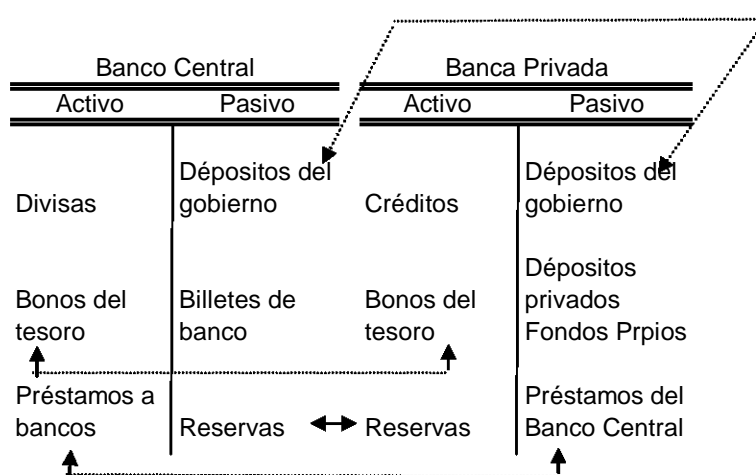 Banco Central
Banca Privada
Activo Pasivo Activo Pasivo
Divisas
Dépositos del
gobierno
Créditos
Dépositos del
gobierno
Bonos del
tesoro
Billetes de
banco
Bonos del
tesoro
Dépositos
privados
Fondos Prpios
Préstamos a
bancos
Reservas
Reservas
Préstamos del
Banco Central